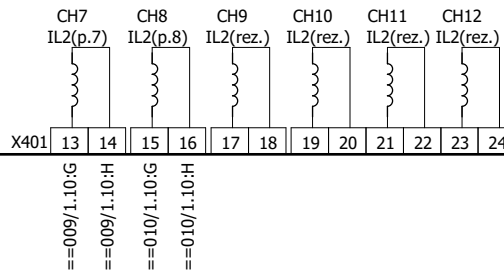 CH7 CH8 CH9 CH10 CH11 CH12
IL2(p.7) IL2(p.8) IL2(rez.) IL2(rez.) IL2(rez.) IL2(rez.)
X401 13 14 15 16 17 18 19 20 21 22 23 24
==009/1.10:G
==009/1.10:H
==010/1.10:G
==010/1.10:H